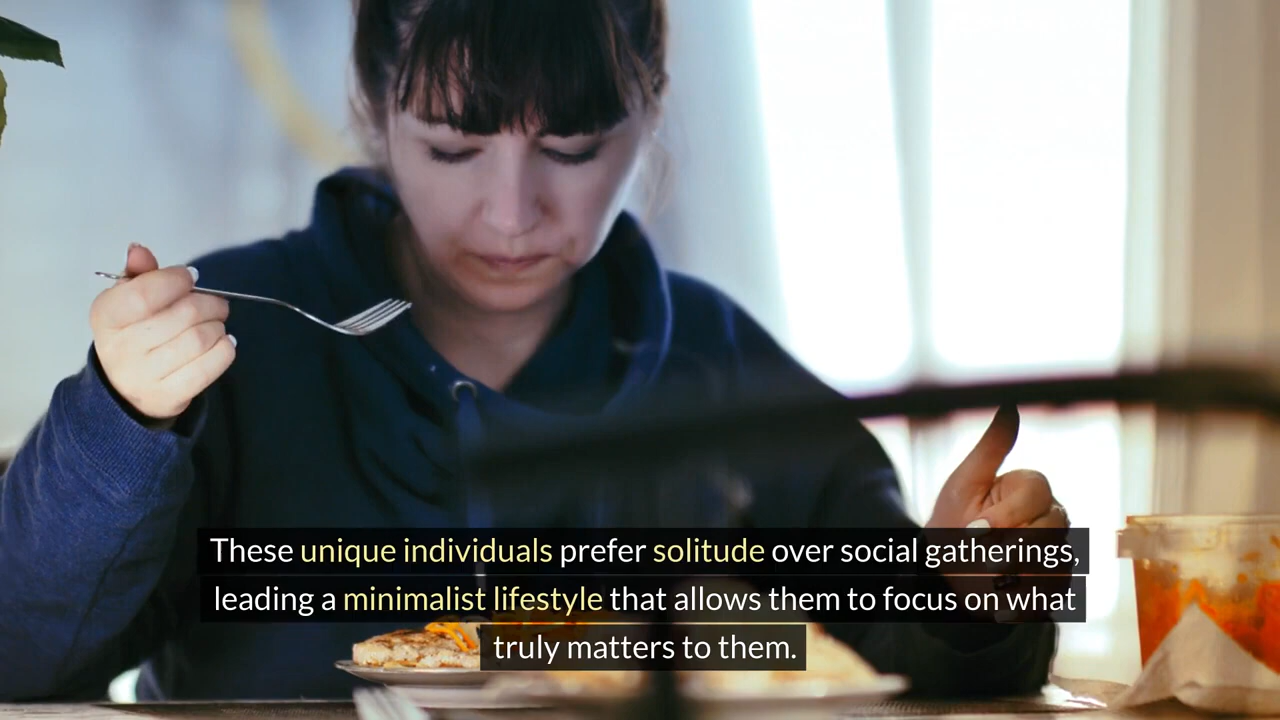 These unique individuals prefer solitude over social gatherings,
leading a minimalist lifestyle that allows them to focus on what
truly matters to them.